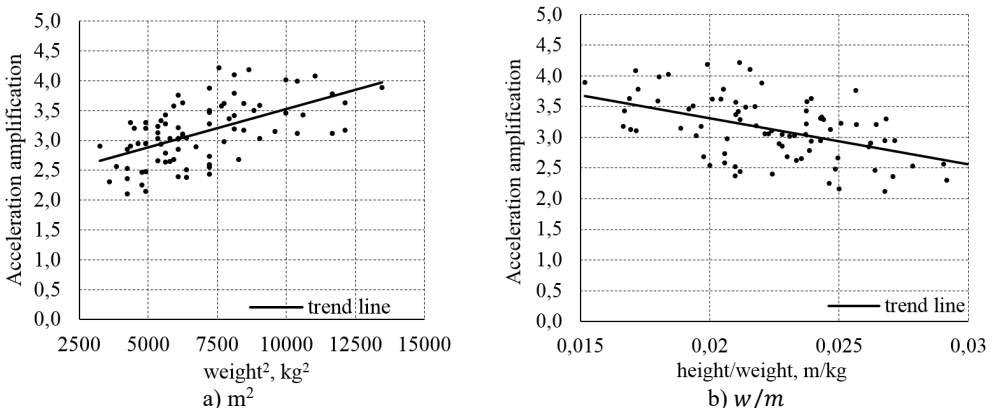 Acceleration amplification
5,0
4,5
4,0
3,5
3,0
2,5
2,0
1,5
1,0
0,5
0,0
trend line
2500 5000 7500 10000 12500 15000
weight², kg²
a) m²
Acceleration amplification
5,0
4,5
4,0
3,5
3,0
2,5
2,0
1,5
1,0
0,5
0,0
trend line
0,015 0,02 0,025 0,03
height/weight, m/kg
b) w/m